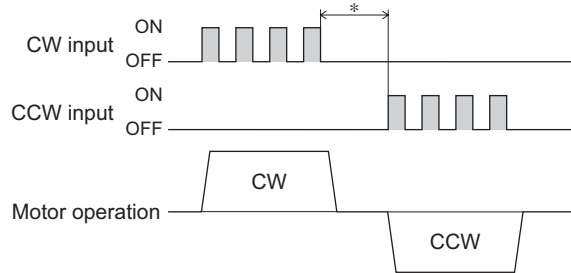 ON
*
CW input
OFF
ON
CCW input
OFF
CW
Motor operation
CCW